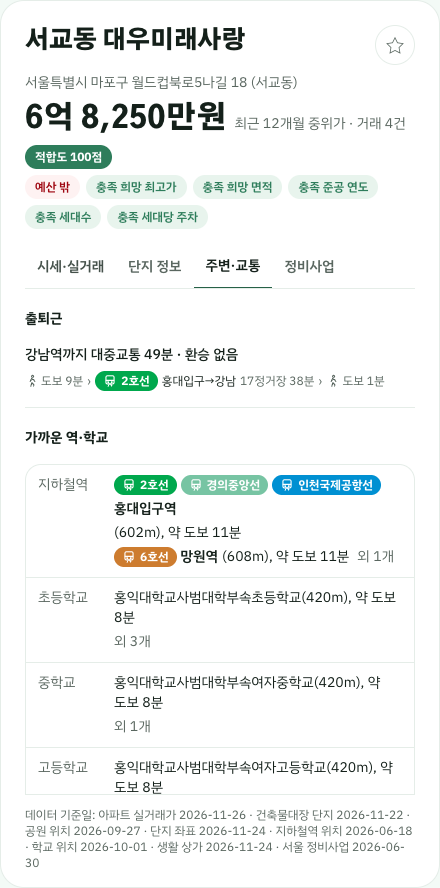 서교동 대우미래사랑
서울특별시 마포구 월드컵북로5나길 18 (서교동)
6억 8,250만원 최근 12개월 중위가 · 거래 4건
적합도 100점
예산 밖 충족 희망 최고가 충족 희망 면적 충족 준공 연도
충족 세대수 충족 세대당 주차
시세·실거래 단지 정보 주변·교통 정비사업
출퇴근
강남역까지 대중교통 49분 · 환승 없음
도보 9분 › 2호선 홍대입구→강남 17정거장 38분 › 도보 1분
가까운 역·학교
지하철역 2호선 경의중앙선 인천국제공항선
홍대입구역
(602m), 약 도보 11분
6호선 망원역 (608m), 약 도보 11분 외 1개
초등학교 홍익대학교사범대학부속초등학교(420m), 약 도보
8분
외 3개
중학교 홍익대학교사범대학부속여자중학교(420m), 약
도보 8분
외 1개
고등학교 홍익대학교사범대학부속여자고등학교(420m), 약
도보 8분
데이터 기준일: 아파트 실거래가 2026-11-26 · 건축물대장 단지 2026-11-22 ·
공원 위치 2026-09-27 · 단지 좌표 2026-11-24 · 지하철역 위치 2026-06-18
· 학교 위치 2026-10-01 · 생활 상가 2026-11-24 · 서울 정비사업 2026-06-
30